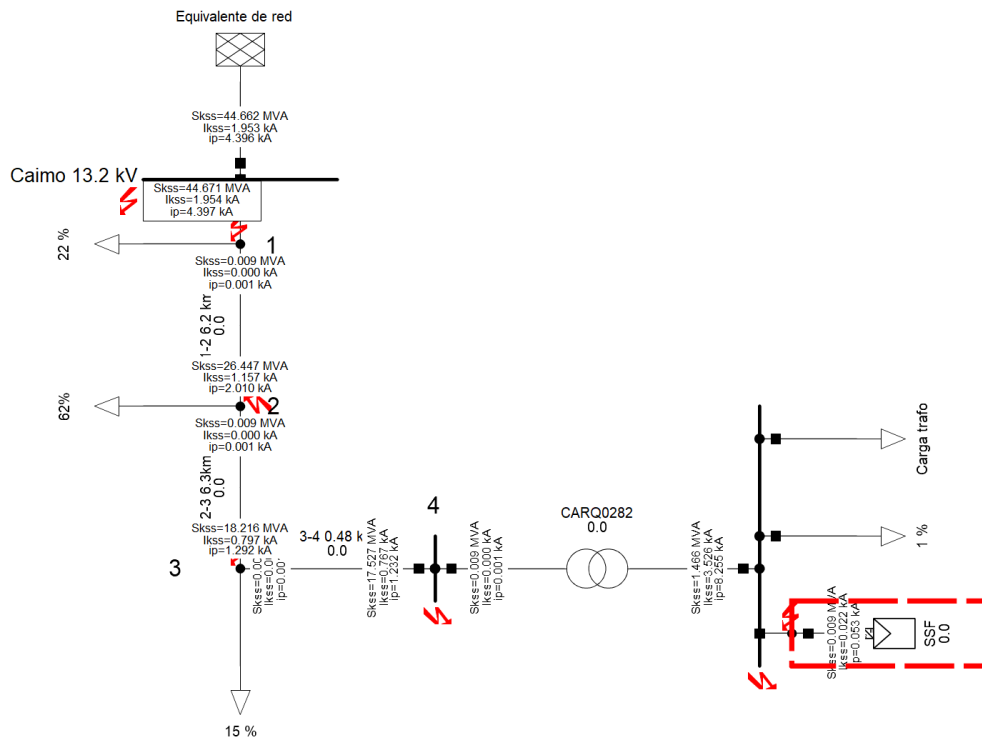 Equivalente de red
Skss=44.662 MVA
Ikss=1.953 kA
ip=4.396 kA
Caimo 13.2 kV
Skss=44.671 MVA
Ikss=1.954 kA
ip=4.397 kA
22 %
1
Skss=0.009 MVA
Ikss=0.000 kA
ip=0.001 kA
1-2 6.2 km
0.0
Skss=26.447 MVA
Ikss=1.157 kA
ip=2.010 kA
62%
2
Skss=0.009 MVA
Ikss=0.000 kA
ip=0.001 kA
2-3 6.3km
0.0
Skss=18.216 MVA
Ikss=0.797 kA
ip=1.292 kA
3
3-4 0.48 k
0.0
Skss=17.527 MVA
Ikss=0.767 kA
ip=1.232 kA
4
Skss=0.009 MVA
Ikss=0.000 kA
ip=0.001 kA
CARQ0282
0.0
Skss=1.466 MVA
Ikss=3.526 kA
ip=8.255 kA
Carga trafo
1 %
Skss=0.009 MVA
Ikss=0.022 kA
ip=0.053 kA
SSF
0.0
15 %